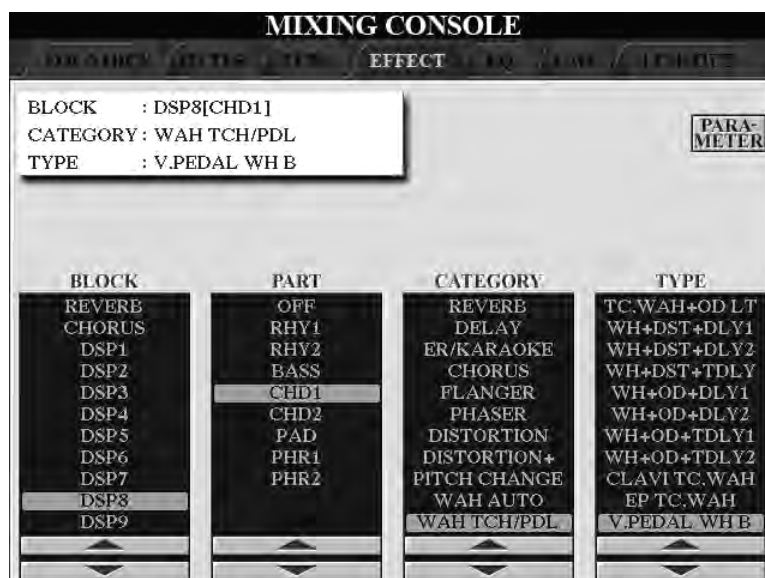 MIXING CONSOLE
EFFECT
BLOCK : DSP8[CHD1]
CATEGORY : WAH TCH/PDL
TYPE : V.PEDAL WH B
PARA-
METER
BLOCK PART CATEGORY TYPE
REVERB OFF REVERB TC.WAH+OD LT
CHORUS RHY1 DELAY WH+DST+DLY1
DSP1 RHY2 ER/KARAOKE WH+DST+DLY2
DSP2 BASS CHORUS WH+DST+TDLY
DSP3 CHD1 FLANGER WH+OD+DLY1
DSP4 CHD2 PHASER WH+OD+DLY2
DSP5 PAD DISTORTION WH+OD+TDLY1
DSP6 PHR1 DISTORTION+ WH+OD+TDLY2
DSP7 PHR2 PITCH CHANGE CLAVI TC.WAH
DSP8 WAH AUTO EP TC.WAH
DSP9 WAH TCH/PDL V.PEDAL WH B